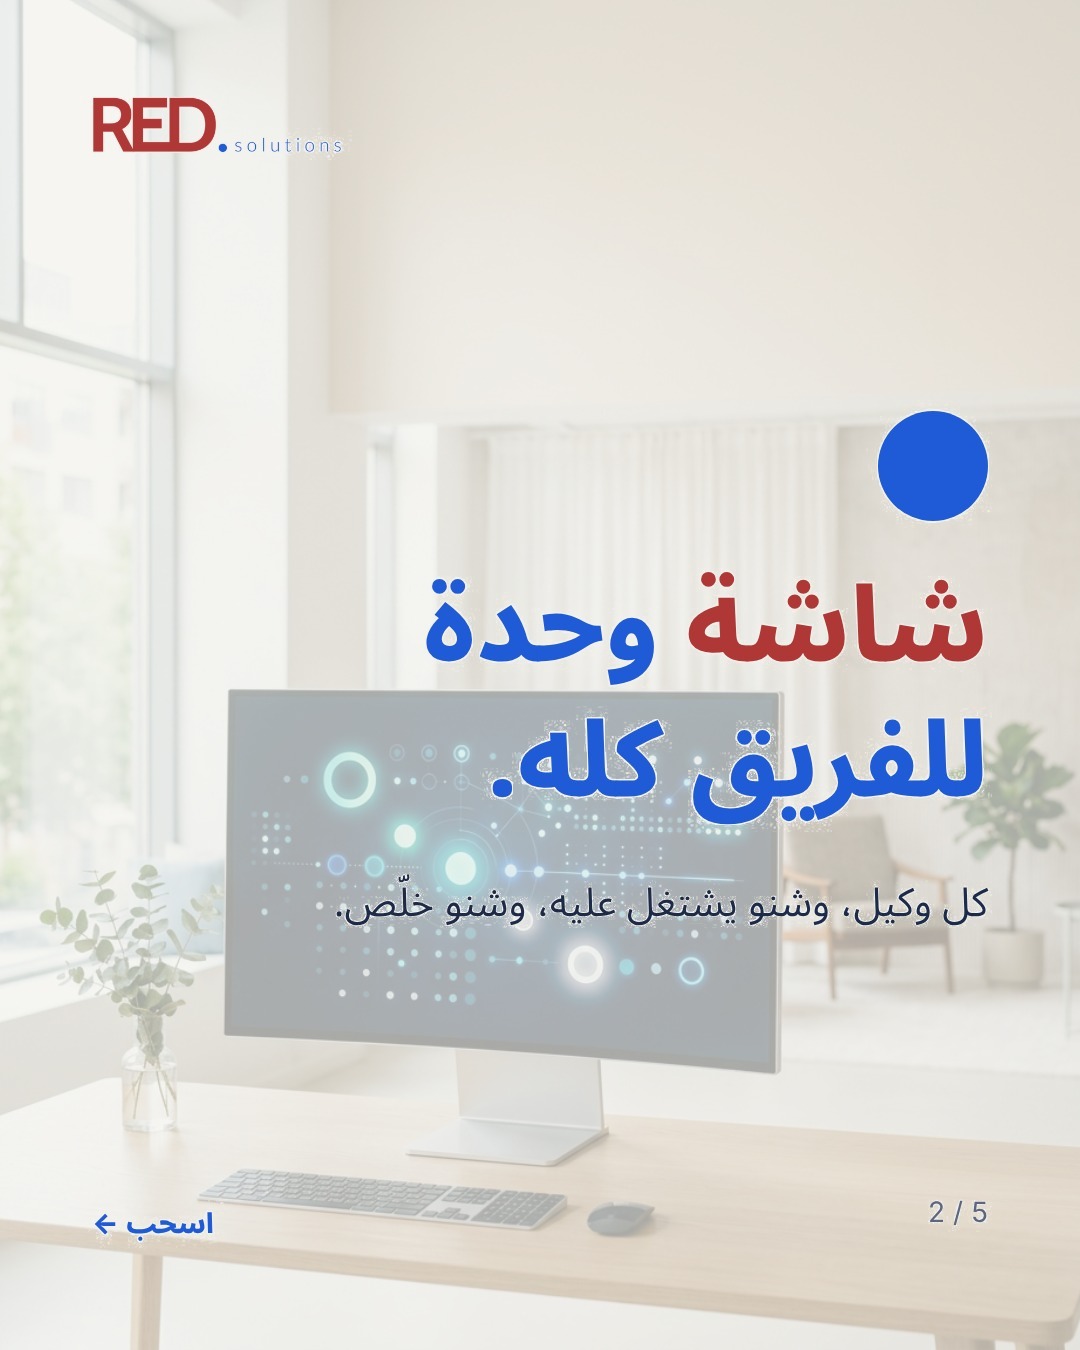 RED.solutions
شاشة وحدة
للفريق كله.
كل وكيل، وشنو يشتغل عليه، وشنو خلّص.
اسحب ←
2 / 5